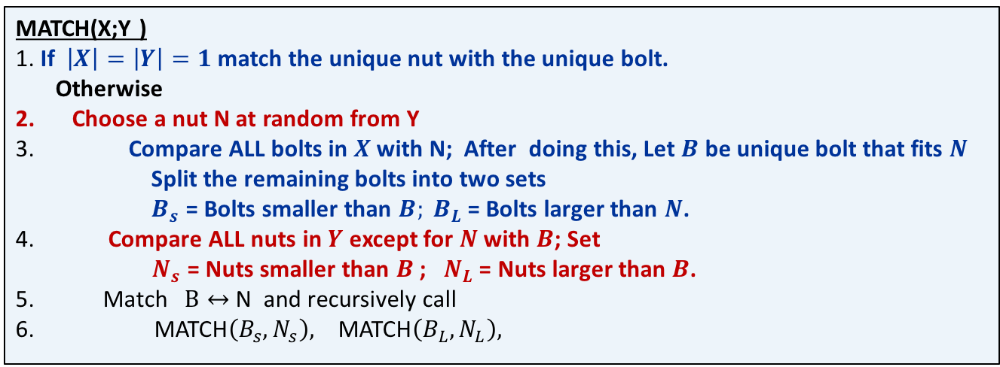 MATCH(X;Y )
1. If |X| = |Y| = 1 match the unique nut with the unique bolt.
Otherwise
2. Choose a nut N at random from Y
3. Compare ALL bolts in X with N; After doing this, Let B be unique bolt that fits N
Split the remaining bolts into two sets
B_s = Bolts smaller than B; B_L = Bolts larger than N.
4. Compare ALL nuts in Y except for N with B; Set
N_s = Nuts smaller than B ; N_L = Nuts larger than B.
5. Match B ↔ N and recursively call
6. MATCH(B_s, N_s), MATCH(B_L, N_L),